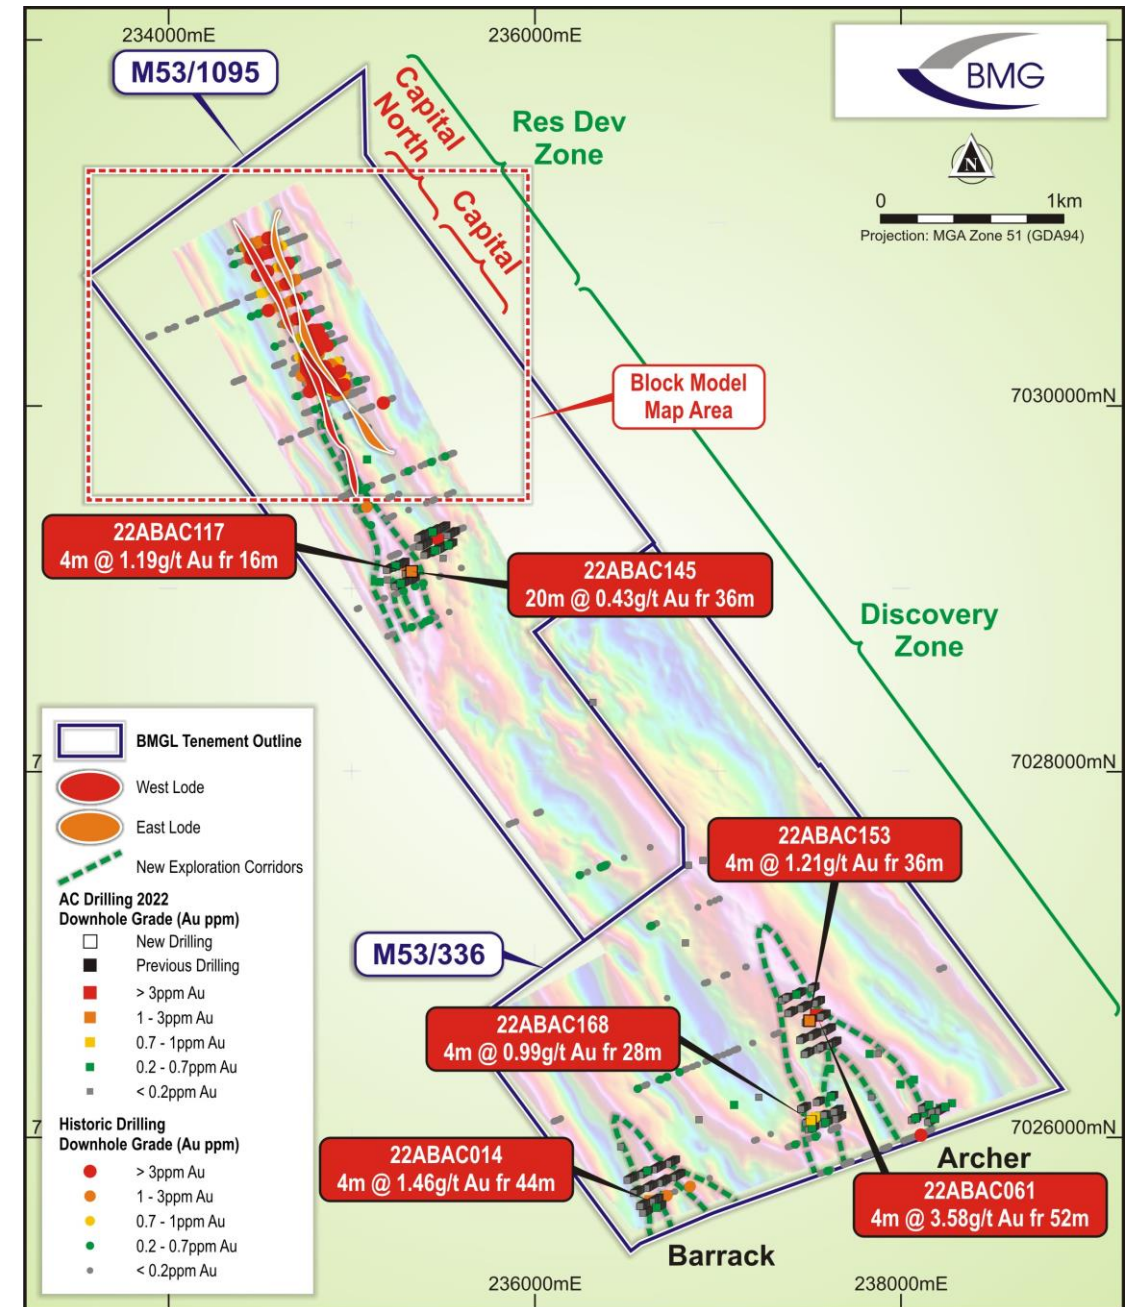 234000mE
236000mE
M53/1095
BMG
Capital
North
Capital
Res Dev
Zone
N
0
1km
Projection: MGA Zone 51 (GDA94)
Block Model
Map Area
7030000mN
22ABAC117
4m @ 1.19g/t Au fr 16m
22ABAC145
20m @ 0.43g/t Au fr 36m
Discovery
Zone
7
7028000mN
BMGL Tenement Outline
West Lode
East Lode
New Exploration Corridors
AC Drilling 2022
Downhole Grade (Au ppm)
New Drilling
Previous Drilling
> 3ppm Au
1 - 3ppm Au
0.7 - 1ppm Au
0.2 - 0.7ppm Au
< 0.2ppm Au
Historic Drilling
Downhole Grade (Au ppm)
> 3ppm Au
1 - 3ppm Au
0.7 - 1ppm Au
0.2 - 0.7ppm Au
< 0.2ppm Au
22ABAC153
4m @ 1.21g/t Au fr 36m
M53/336
22ABAC168
4m @ 0.99g/t Au fr 28m
7
7026000mN
22ABAC014
4m @ 1.46g/t Au fr 44m
Archer
22ABAC061
4m @ 3.58g/t Au fr 52m
Barrack
236000mE
238000mE